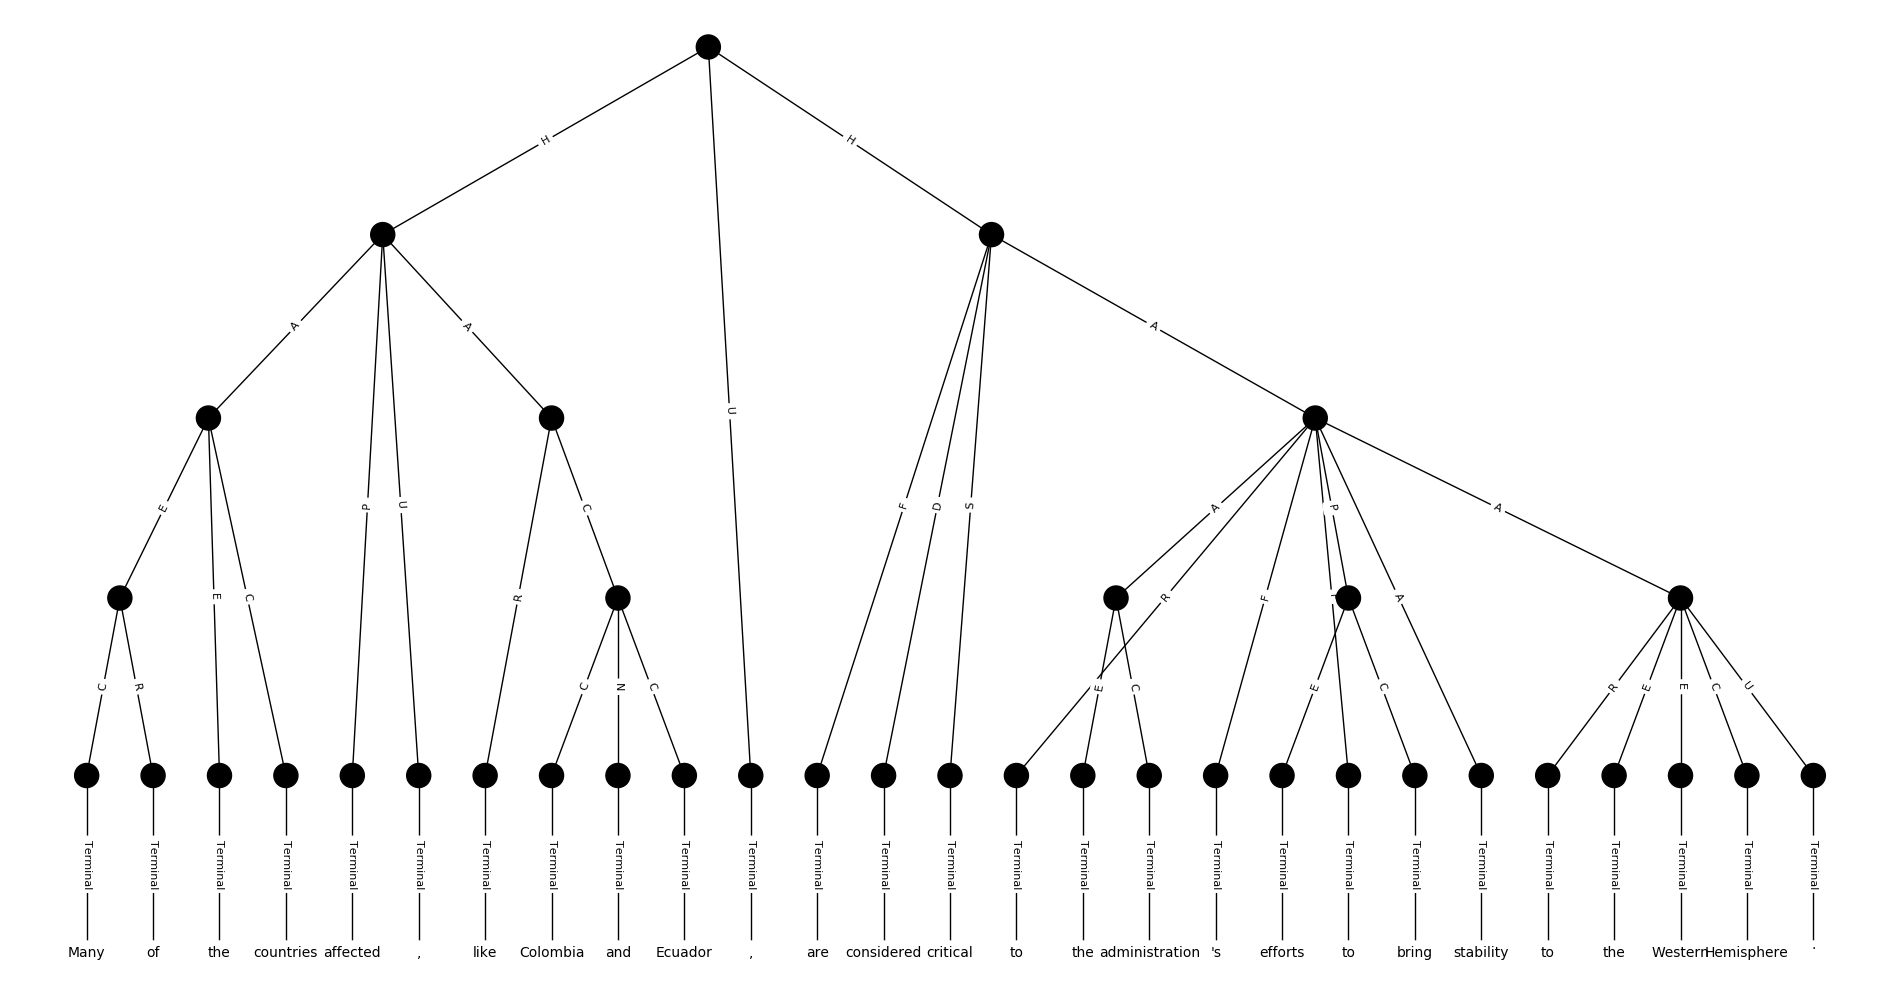 H H
A A U A
E E C P U R C F D S A R F P A A
C R C N C E C E C R E E C U
Terminal Terminal Terminal Terminal Terminal Terminal Terminal Terminal Terminal Terminal Terminal Terminal Terminal Terminal Terminal Terminal Terminal Terminal Terminal Terminal Terminal Terminal Terminal Terminal Terminal Terminal Terminal
Many of the countries affected , like Colombia and Ecuador , are considered critical to the administration 's efforts to bring stability to the Western Hemisphere .